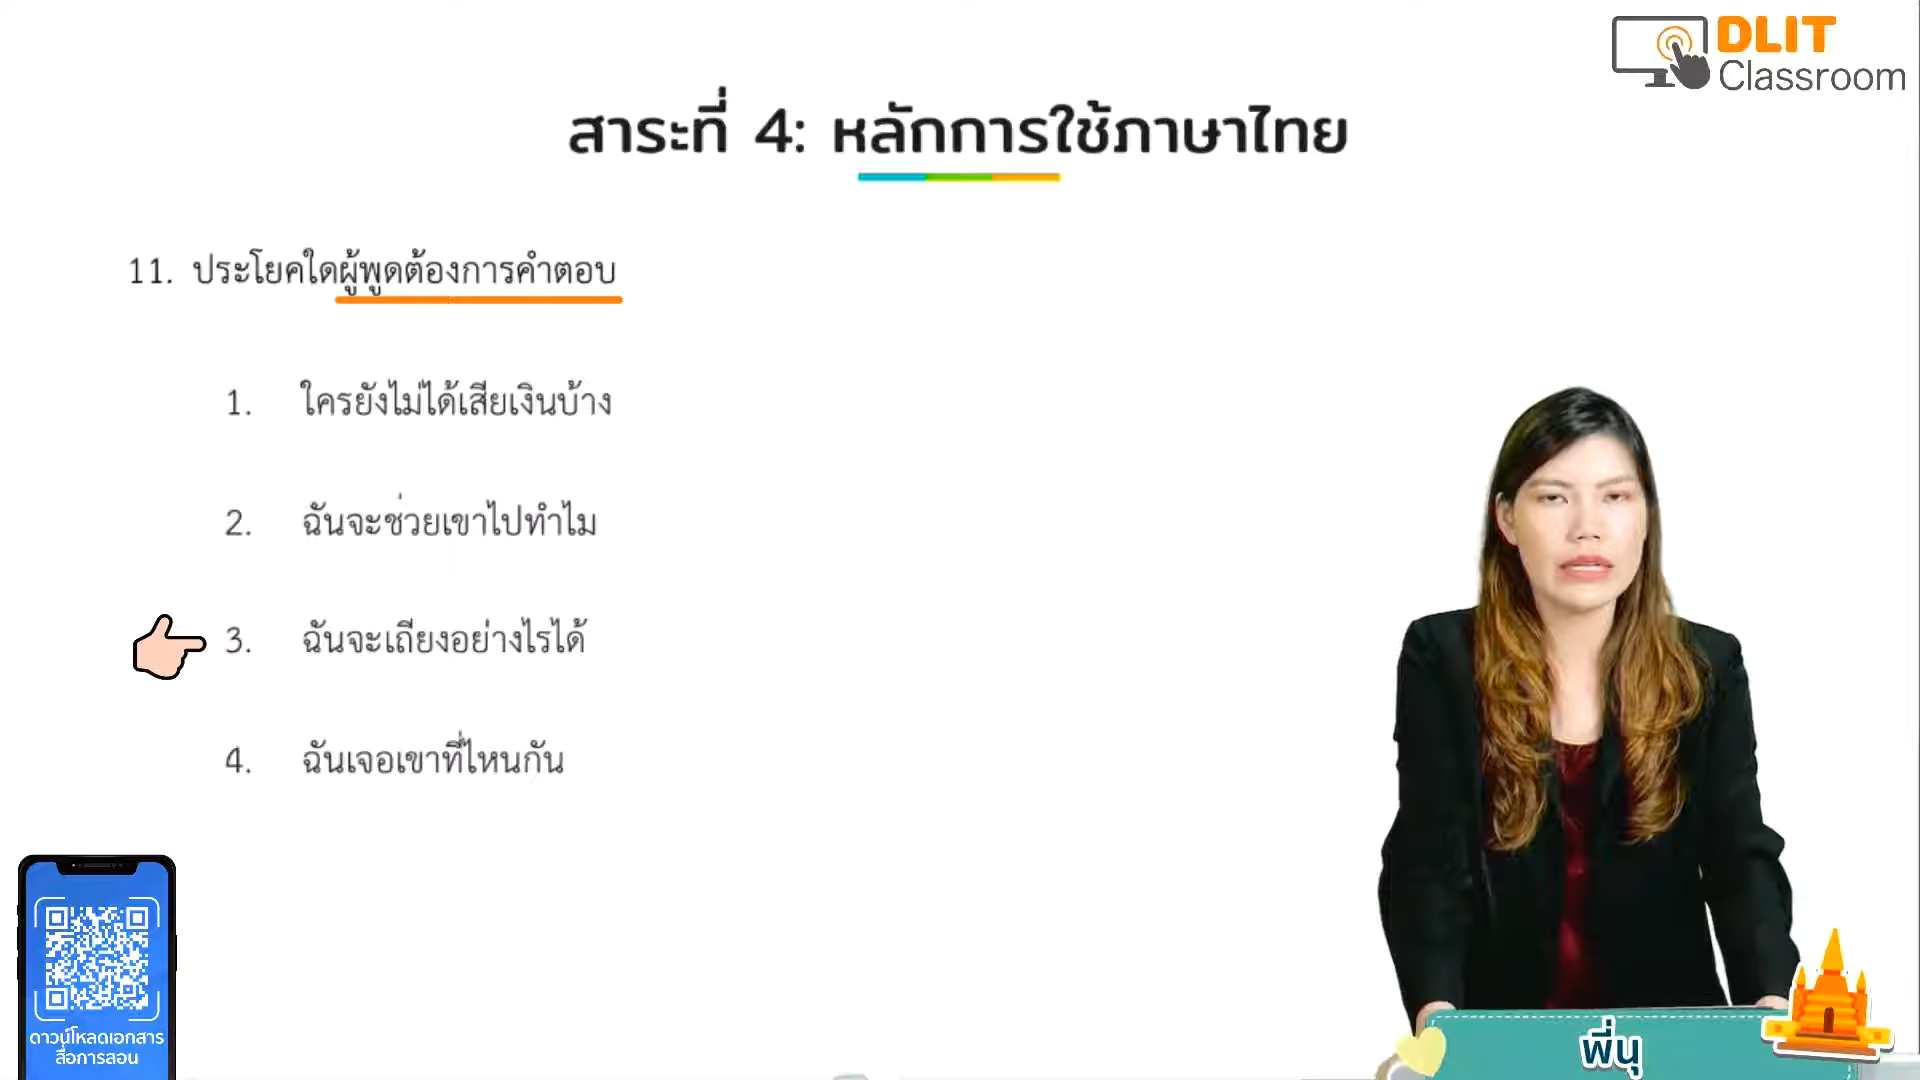 DLIT
Classroom
สาระที่ 4: หลักการใช้ภาษาไทย
11. ประโยคใดผู้พูดต้องการคำตอบ
1. ใครยังไม่ได้เสียเงินบ้าง
2. ฉันจะช่วยเขาไปทำไม
3. ฉันจะเถียงอย่างไรได้
4. ฉันเจอเขาที่ไหนกัน
ดาวน์โหลดเอกสาร
สื่อการสอน
พี่นุ